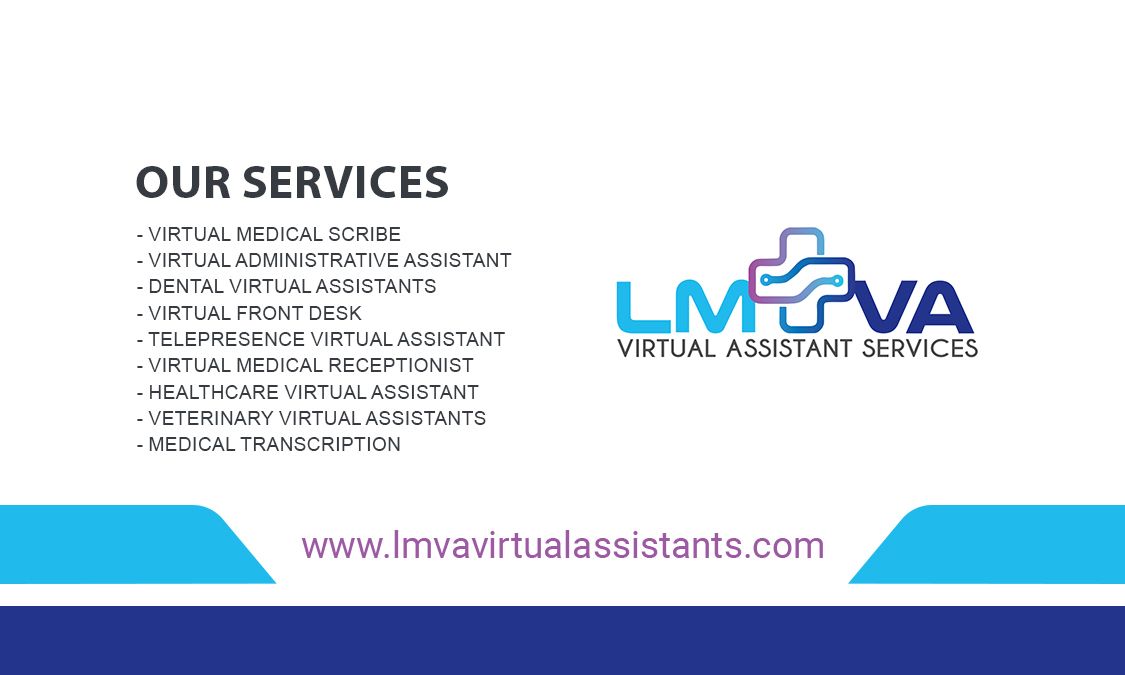 OUR SERVICES
- VIRTUAL MEDICAL SCRIBE
- VIRTUAL ADMINISTRATIVE ASSISTANT
- DENTAL VIRTUAL ASSISTANTS
- VIRTUAL FRONT DESK
- TELEPRESENCE VIRTUAL ASSISTANT
- VIRTUAL MEDICAL RECEPTIONIST
- HEALTHCARE VIRTUAL ASSISTANT
- VETERINARY VIRTUAL ASSISTANTS
- MEDICAL TRANSCRIPTION
LM VA
VIRTUAL ASSISTANT SERVICES
www.lmvavirtualassistants.com